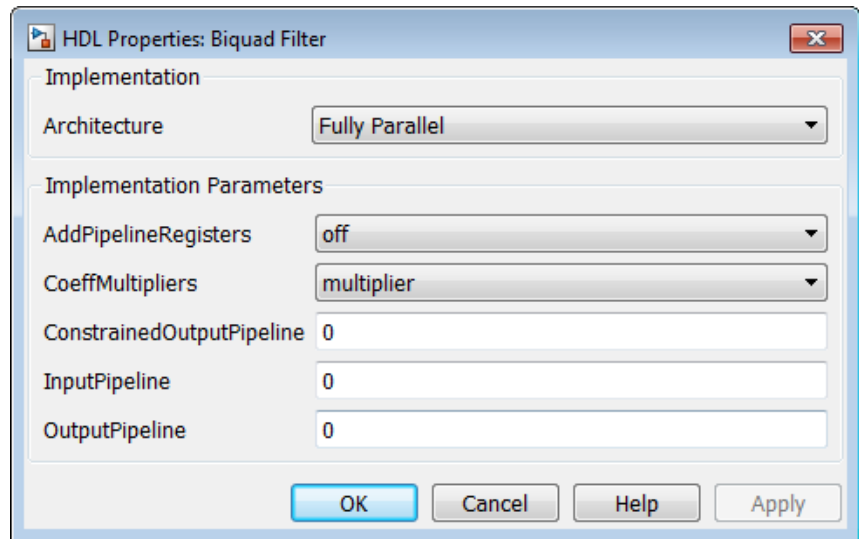 HDL Properties: Biquad Filter
Implementation
Architecture Fully Parallel
Implementation Parameters
AddPipelineRegisters off
CoeffMultipliers multiplier
ConstrainedOutputPipeline 0
InputPipeline 0
OutputPipeline 0
OK Cancel Help Apply